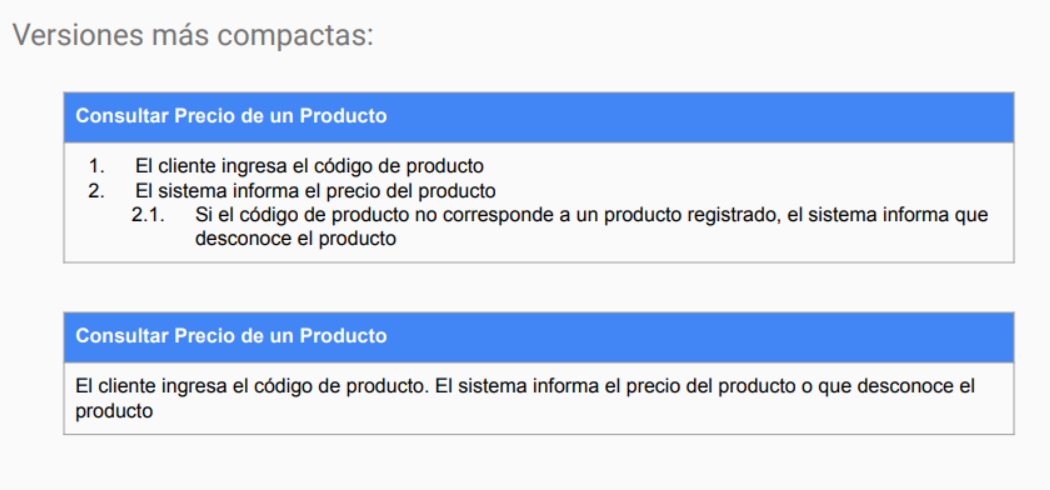 Versiones más compactas:
Consultar Precio de un Producto
1. El cliente ingresa el código de producto
2. El sistema informa el precio del producto
2.1. Si el código de producto no corresponde a un producto registrado, el sistema informa que
desconoce el producto
Consultar Precio de un Producto
El cliente ingresa el código de producto. El sistema informa el precio del producto o que desconoce el
producto